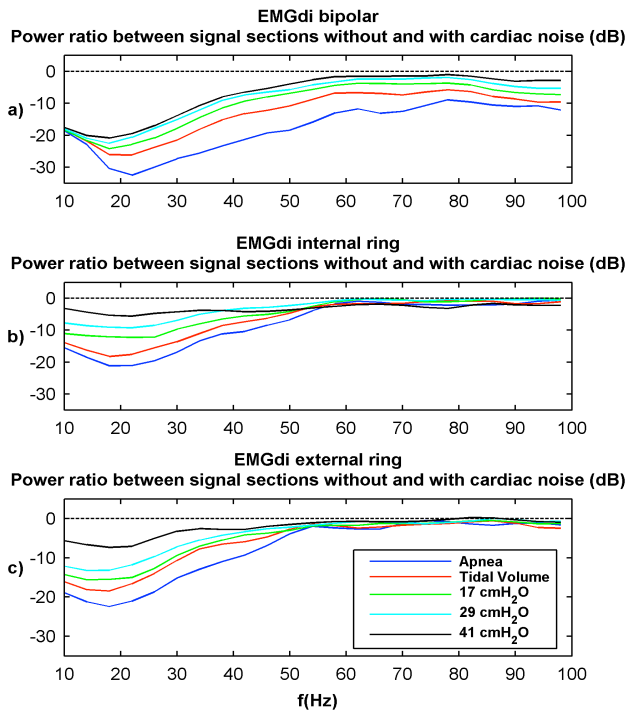 EMGdi bipolar
Power ratio between signal sections without and with cardiac noise (dB)
0
-10
a)
-20
-30
10 20 30 40 50 60 70 80 90 100
EMGdi internal ring
Power ratio between signal sections without and with cardiac noise (dB)
0
-10
b)
-20
-30
10 20 30 40 50 60 70 80 90 100
EMGdi external ring
Power ratio between signal sections without and with cardiac noise (dB)
0
-10
c)
-20
-30
Apnea
Tidal Volume
17 cmH₂O
29 cmH₂O
41 cmH₂O
10 20 30 40 50 60 70 80 90 100
f(Hz)